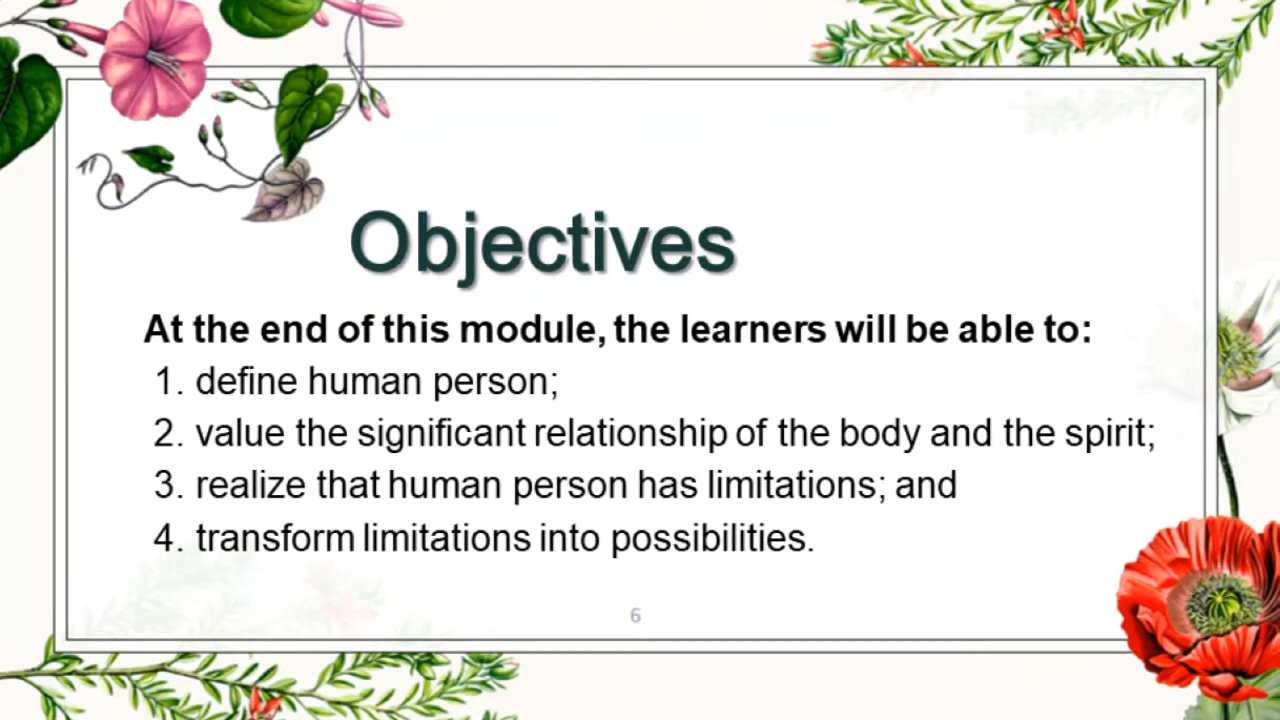 Objectives
At the end of this module, the learners will be able to:
1. define human person;
2. value the significant relationship of the body and the spirit;
3. realize that human person has limitations; and
4. transform limitations into possibilities.
6